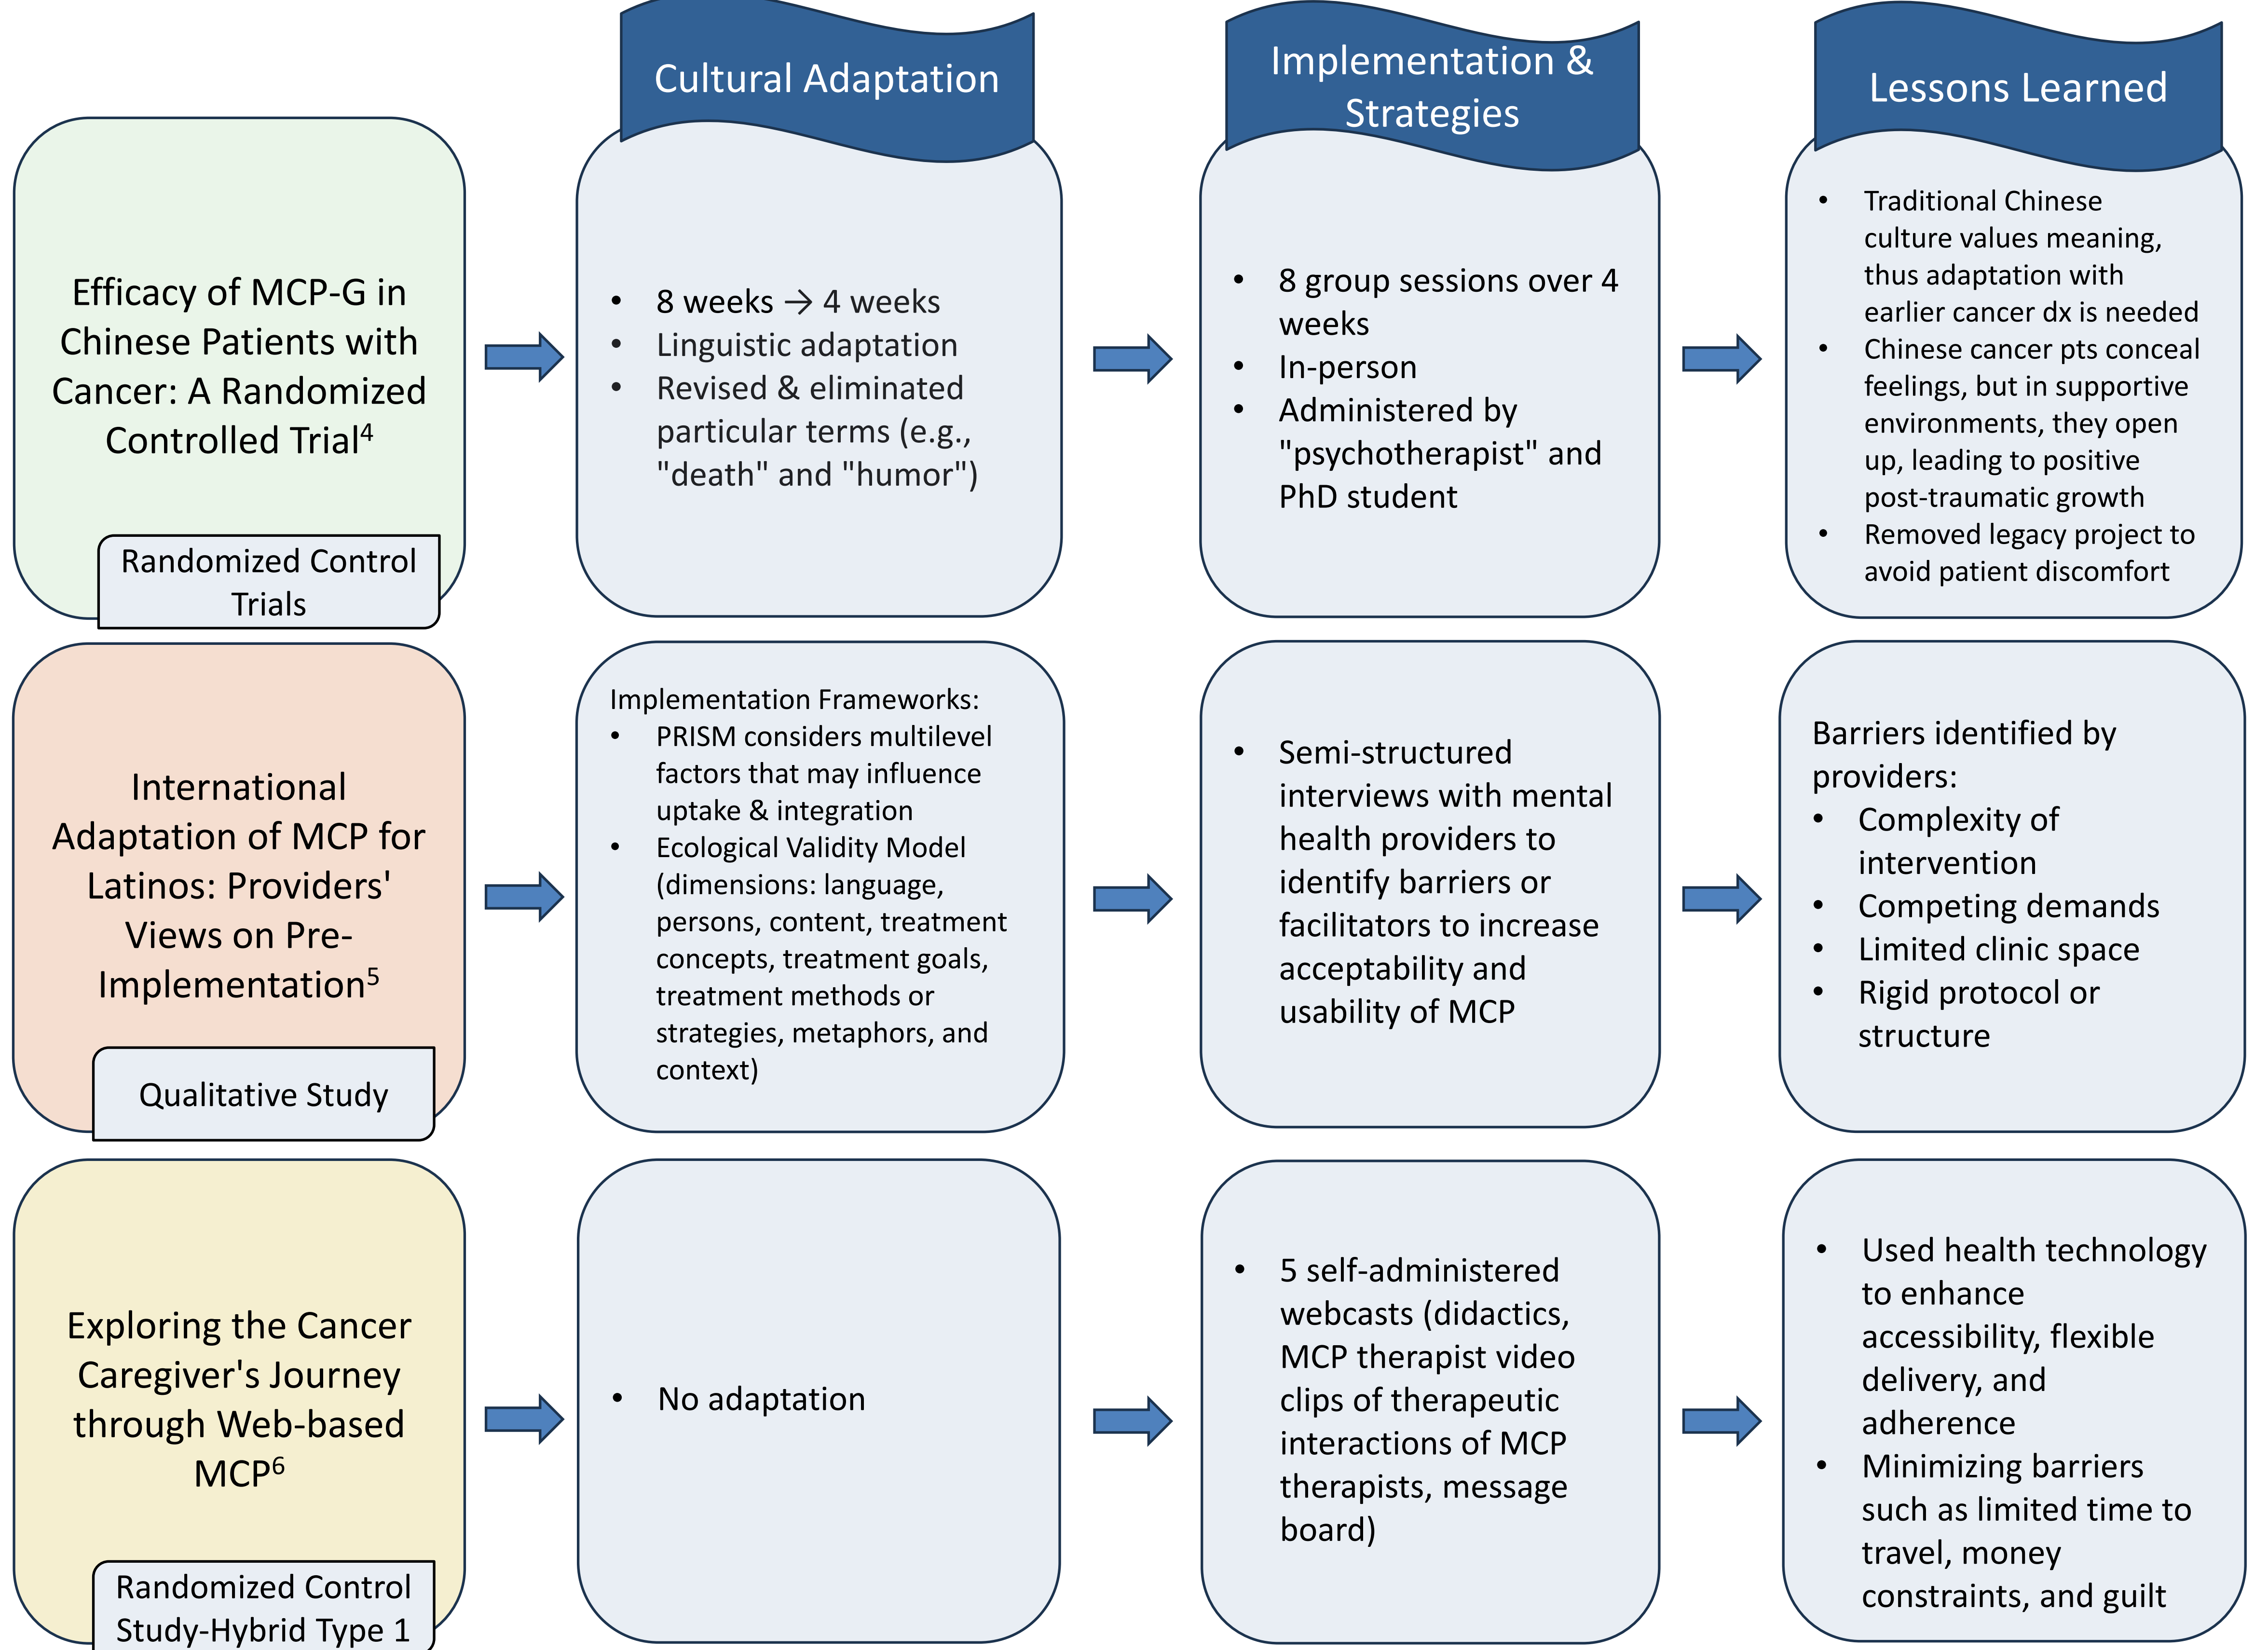 Cultural Adaptation
Implementation &
Strategies
Lessons Learned
Efficacy of MCP-G in
Chinese Patients with
Cancer: A Randomized
Controlled Trial4
Randomized Control
Trials
• 8 weeks → 4 weeks
• Linguistic adaptation
• Revised & eliminated
particular terms (e.g.,
"death" and "humor")
• 8 group sessions over 4
weeks
• In-person
• Administered by
"psychotherapist" and
PhD student
• Traditional Chinese
culture values meaning,
thus adaptation with
earlier cancer dx is needed
• Chinese cancer pts conceal
feelings, but in supportive
environments, they open
up, leading to positive
post-traumatic growth
• Removed legacy project to
avoid patient discomfort
International
Adaptation of MCP for
Latinos: Providers'
Views on Pre-
Implementation5
Qualitative Study
Implementation Frameworks:
• PRISM considers multilevel
factors that may influence
uptake & integration
• Ecological Validity Model
(dimensions: language,
persons, content, treatment
concepts, treatment goals,
treatment methods or
strategies, metaphors, and
context)
• Semi-structured
interviews with mental
health providers to
identify barriers or
facilitators to increase
acceptability and
usability of MCP
Barriers identified by
providers:
• Complexity of
intervention
• Competing demands
• Limited clinic space
• Rigid protocol or
structure
Exploring the Cancer
Caregiver's Journey
through Web-based
MCP6
Randomized Control
Study-Hybrid Type 1
• No adaptation
• 5 self-administered
webcasts (didactics,
MCP therapist video
clips of therapeutic
interactions of MCP
therapists, message
board)
• Used health technology
to enhance
accessibility, flexible
delivery, and
adherence
• Minimizing barriers
such as limited time to
travel, money
constraints, and guilt